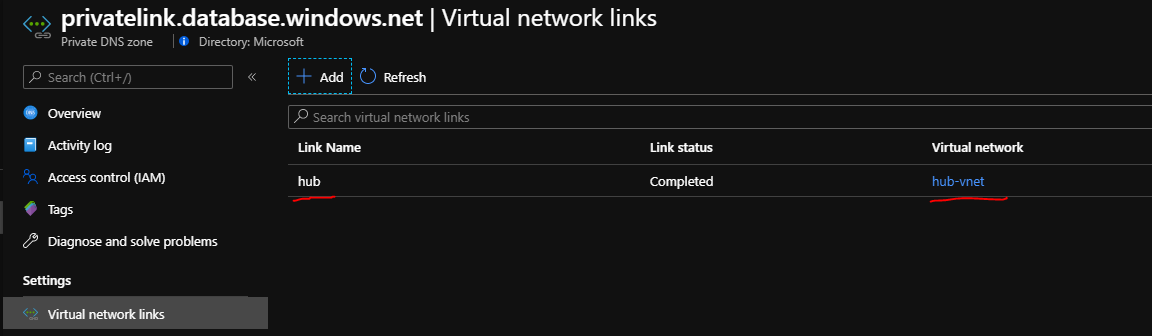 privatelink.database.windows.net | Virtual network links
Private DNS zone | Directory: Microsoft
Search (Ctrl+/)
«
Add
Refresh
Overview
Activity log
Access control (IAM)
Tags
Diagnose and solve problems
Settings
Virtual network links
Search virtual network links
Link Name Link status Virtual network
hub Completed hub-vnet